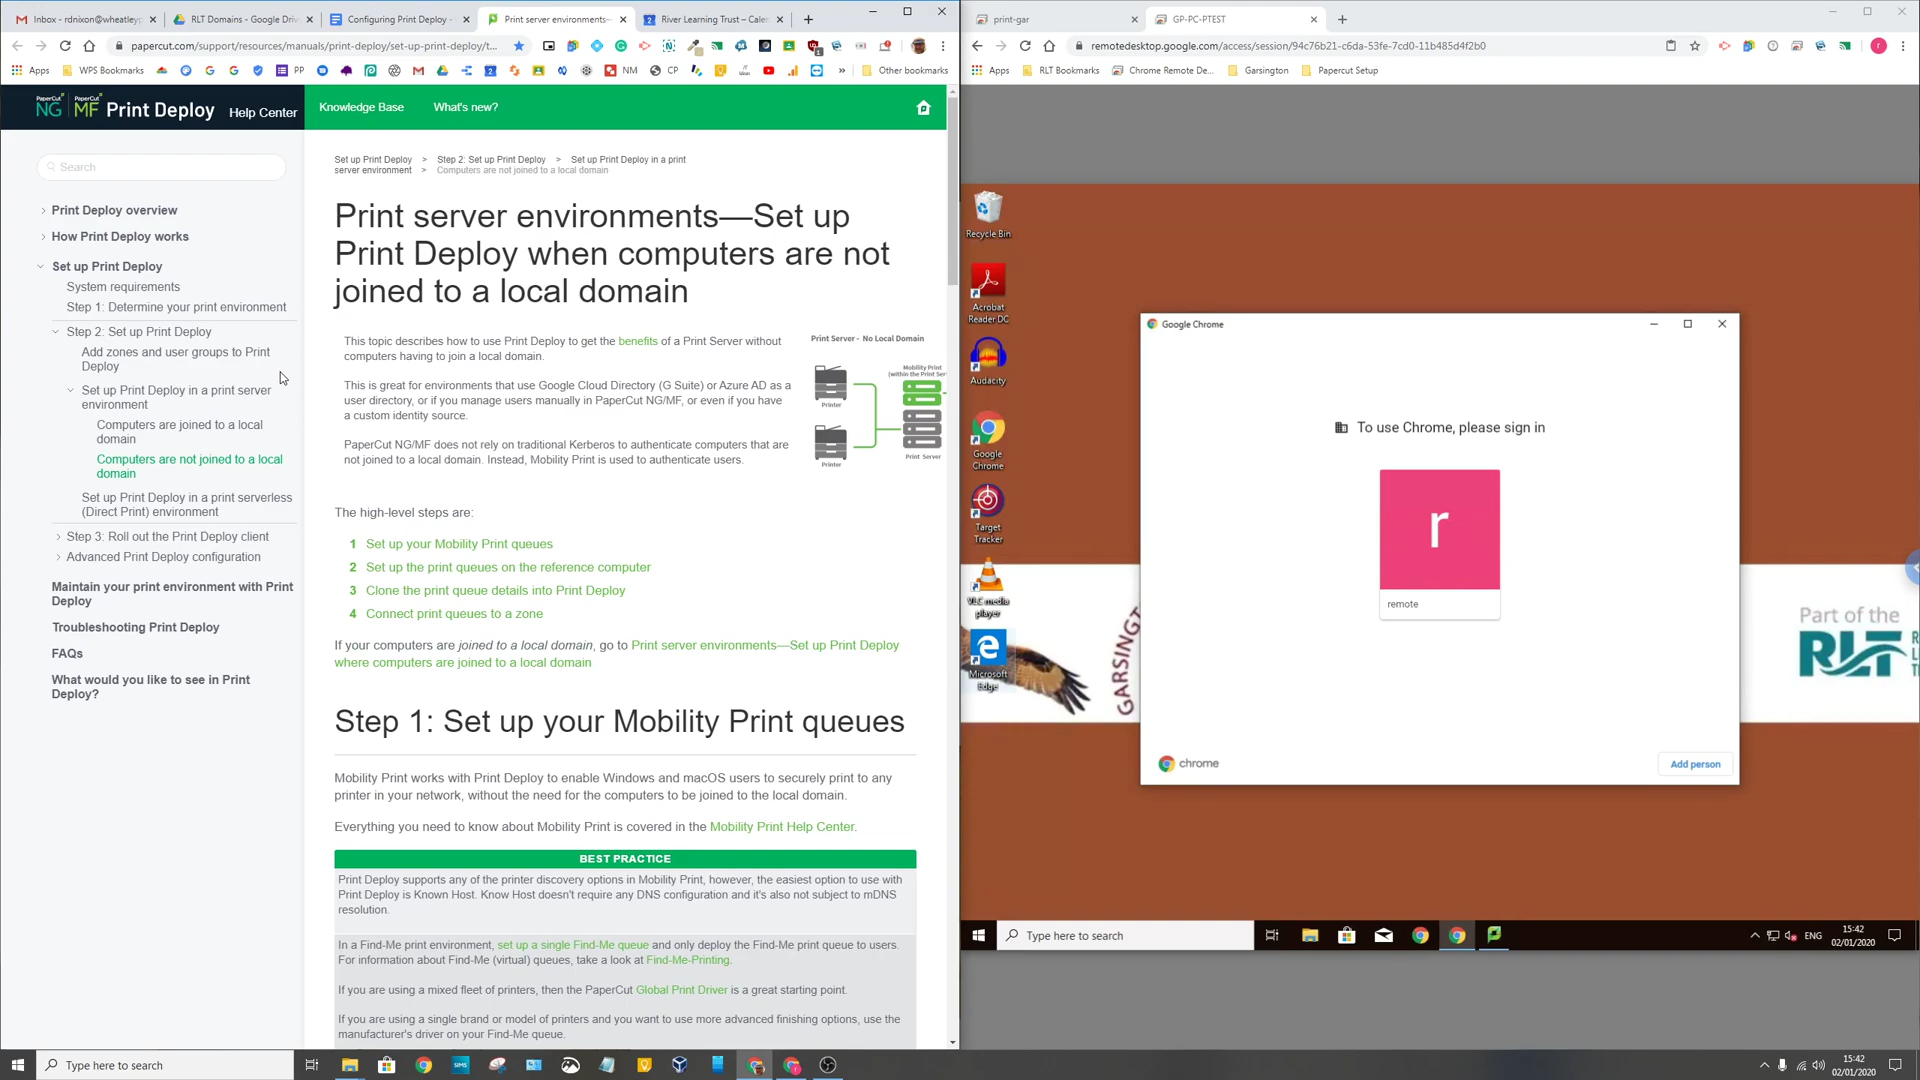 Inbox - rdnixon@wheatleyp
RLT Domains - Google Driv
Configuring Print Deploy -
Print server environments—
River Learning Trust – Calen
papercut.com/support/resources/manuals/print-deploy/set-up-print-deploy/t...
Apps
WPS Bookmarks
PP
NM
CP
Other bookmarks
PaperCut NG
PaperCut MF
Print Deploy
Help Center
Knowledge Base
What's new?
Search
Print Deploy overview
How Print Deploy works
Set up Print Deploy
System requirements
Step 1: Determine your print environment
Step 2: Set up Print Deploy
Add zones and user groups to Print
Deploy
Set up Print Deploy in a print server
environment
Computers are joined to a local
domain
Computers are not joined to a local
domain
Set up Print Deploy in a print serverless
(Direct Print) environment
Step 3: Roll out the Print Deploy client
Advanced Print Deploy configuration
Maintain your print environment with Print
Deploy
Troubleshooting Print Deploy
FAQs
What would you like to see in Print
Deploy?
Set up Print Deploy > Step 2: Set up Print Deploy > Set up Print Deploy in a print
server environment > Computers are not joined to a local domain
Print server environments—Set up
Print Deploy when computers are not
joined to a local domain
This topic describes how to use Print Deploy to get the benefits of a Print Server without
computers having to join a local domain.
This is great for environments that use Google Cloud Directory (G Suite) or Azure AD as a
user directory, or if you manage users manually in PaperCut NG/MF, or even if you have
a custom identity source.
PaperCut NG/MF does not rely on traditional Kerberos to authenticate computers that are
not joined to a local domain. Instead, Mobility Print is used to authenticate users.
Print Server - No Local Domain
Mobility Print
(within the Print Ser
Printer
Printer
Print Server
The high-level steps are:
1 Set up your Mobility Print queues
2 Set up the print queues on the reference computer
3 Clone the print queue details into Print Deploy
4 Connect print queues to a zone
If your computers are joined to a local domain, go to Print server environments—Set up Print Deploy
where computers are joined to a local domain
Step 1: Set up your Mobility Print queues
Mobility Print works with Print Deploy to enable Windows and macOS users to securely print to any
printer in your network, without the need for the computers to be joined to the local domain.
Everything you need to know about Mobility Print is covered in the Mobility Print Help Center.
BEST PRACTICE
Print Deploy supports any of the printer discovery options in Mobility Print, however, the easiest option to use with
Print Deploy is Known Host. Know Host doesn't require any DNS configuration and it's also not subject to mDNS
resolution.
In a Find-Me print environment, set up a single Find-Me queue and only deploy the Find-Me print queue to users.
For information about Find-Me (virtual) queues, take a look at Find-Me-Printing.
If you are using a mixed fleet of printers, then the PaperCut Global Print Driver is a great starting point.
If you are using a single brand or model of printers and you want to use more advanced finishing options, use the
manufacturer's driver on your Find-Me queue.
print-gar
GP-PC-PTEST
remotedesktop.google.com/access/session/94c76b21-c6da-53fe-7cd0-11b485d4f2b0
Apps
RLT Bookmarks
Chrome Remote De...
Garsington
Papercut Setup
Recycle Bin
Acrobat
Reader DC
Audacity
Google
Chrome
Target
Tracker
VLC media
player
Microsoft
Edge
GARSINGT
Part of the
RLT
Google Chrome
To use Chrome, please sign in
r
remote
chrome
Add person
Type here to search
ENG
15:42
02/01/2020
Type here to search
SIMS
15:42
02/01/2020